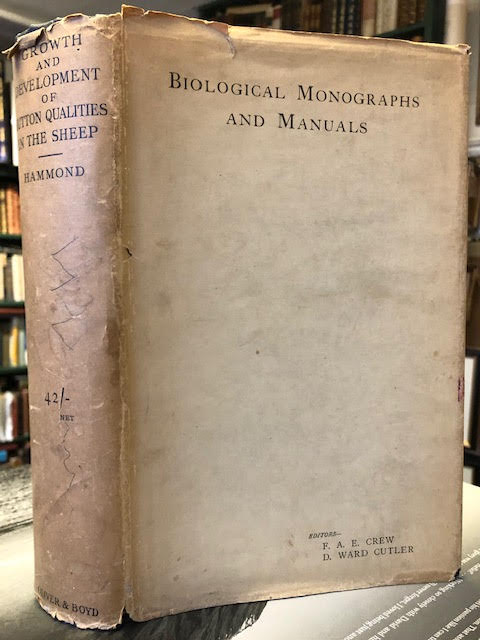 GROWTH
AND
DEVELOPMENT
OF
MUTTON QUALITIES
IN THE SHEEP
HAMMOND
42/-
NET
OLIVER & BOYD
BIOLOGICAL MONOGRAPHS
AND MANUALS
EDITORS—
F. A. E. CREW
D. WARD CUTLER